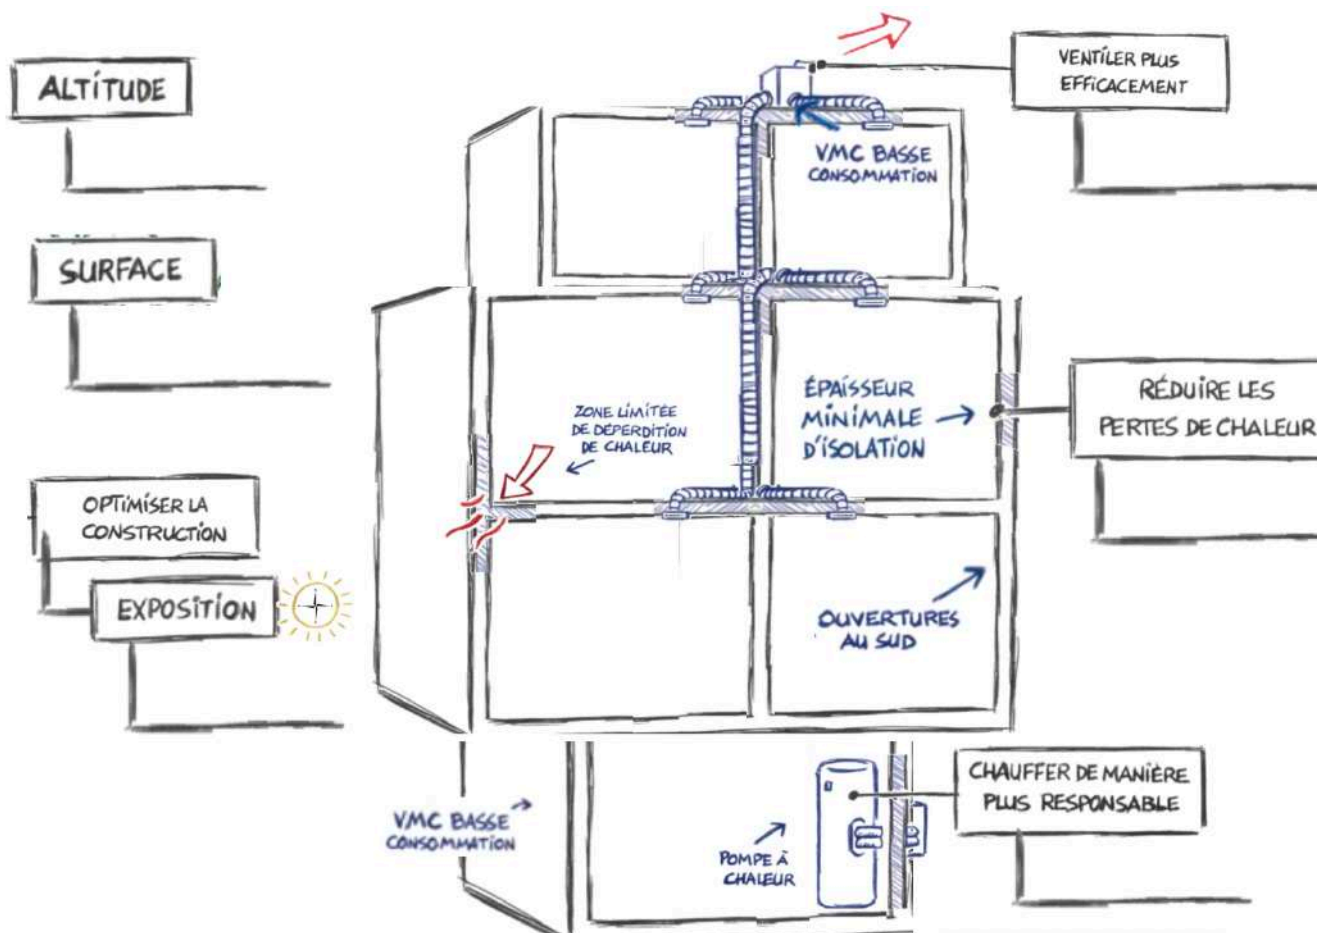 ALTITUDE
VENTILER PLUS
EFFICACEMENT
VMC BASSE
CONSOMMATION
SURFACE
ZONE LIMITÉE
DE DÉPERDITION
DE CHALEUR
ÉPAISSEUR
MINIMALE
D'ISOLATION
RÉDUIRE LES
PERTES DE CHALEUR
OPTIMISER LA
CONSTRUCTION
EXPOSITION
OUVERTURES
AU SUD
VMC BASSE
CONSOMMATION
POMPE À
CHALEUR
CHAUFFER DE MANIÈRE
PLUS RESPONSABLE